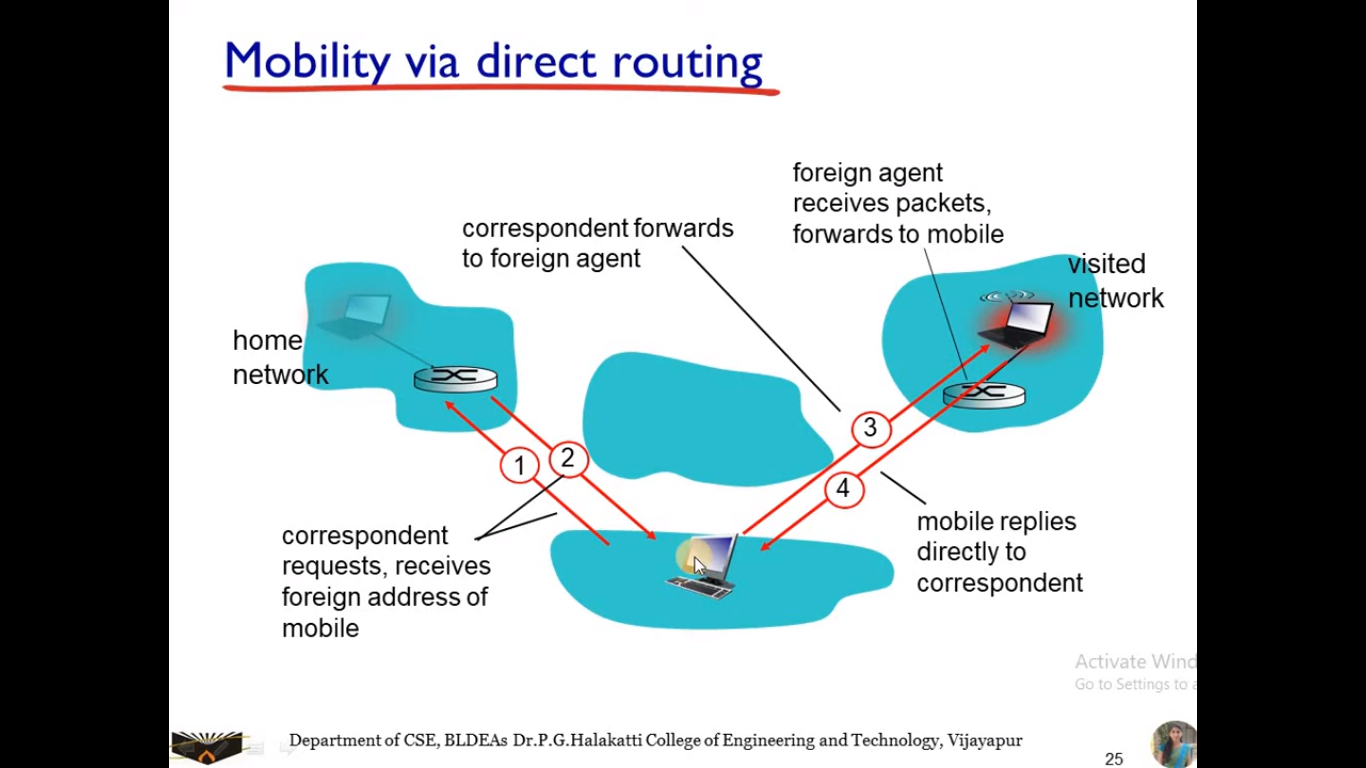 Mobility via direct routing
foreign agent
receives packets,
forwards to mobile
correspondent forwards
to foreign agent
visited
network
home
network
3
1
2
4
correspondent
requests, receives
foreign address of
mobile
mobile replies
directly to
correspondent
Activate Wind
Go to Settings to a
Department of CSE, BLDEAs Dr.P.G.Halakatti College of Engineering and Technology, Vijayapur
25